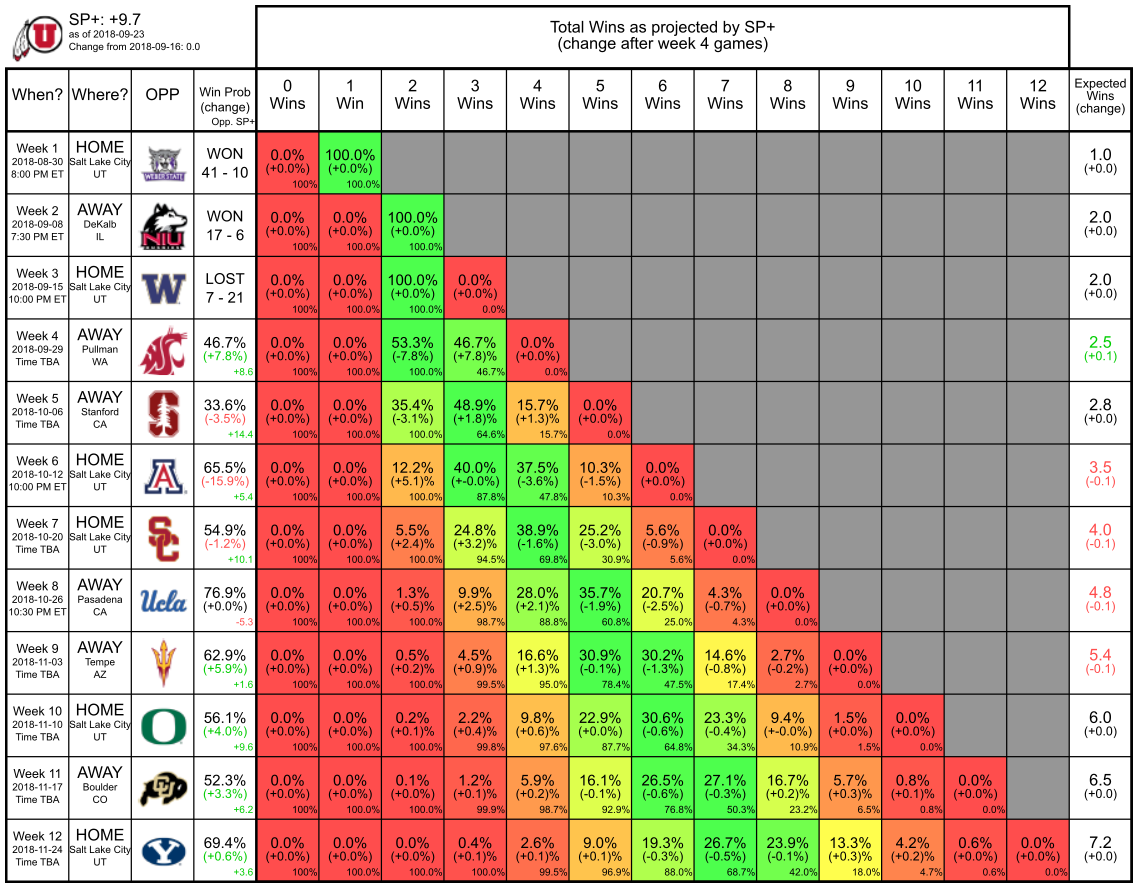 SP+: +9.7
as of 2018-09-23
Change from 2018-09-16: 0.0
Total Wins as projected by SP+
(change after week 4 games)
When? Where? OPP Win Prob (change) Opp. SP+ 0 Wins 1 Win 2 Wins 3 Wins 4 Wins 5 Wins 6 Wins 7 Wins 8 Wins 9 Wins 10 Wins 11 Wins 12 Wins Expected Wins (change)
Week 1 HOME WON 0.0% 100.0% 1.0
2018-08-30 Salt Lake City WEBER STATE 41 - 10 (+0.0%) (+0.0%) (+0.0)
8:00 PM ET UT 100% 100.0%
Week 2 AWAY WON 0.0% 0.0% 100.0% 2.0
2018-09-08 DeKalb NIU HUSKIES 17 - 6 (+0.0%) (+0.0%) (+0.0%) (+0.0)
7:30 PM ET IL 100% 100.0% 100.0%
Week 3 HOME W LOST 0.0% 0.0% 100.0% 0.0% 2.0
2018-09-15 Salt Lake City 7 - 21 (+0.0%) (+0.0%) (+0.0%) (+0.0%) (+0.0)
10:00 PM ET UT 100% 100.0% 100.0% 0.0%
Week 4 AWAY 46.7% 0.0% 0.0% 53.3% 46.7% 0.0% 2.5
2018-09-29 Pullman (+7.8%) (+0.0%) (+0.0%) (-7.8%) (+7.8)% (+0.0%) (+0.1)
Time TBA WA +8.6 100% 100.0% 100.0% 46.7% 0.0%
Week 5 AWAY S 33.6% 0.0% 0.0% 35.4% 48.9% 15.7% 0.0% 2.8
2018-10-06 Stanford (-3.5%) (+0.0%) (+0.0%) (-3.1%) (+1.8)% (+1.3)% (+0.0%) (+0.0)
Time TBA CA +14.4 100% 100.0% 100.0% 64.6% 15.7% 0.0%
Week 6 HOME A 65.5% 0.0% 0.0% 12.2% 40.0% 37.5% 10.3% 0.0% 3.5
2018-10-12 Salt Lake City (-15.9%) (+0.0%) (+0.0%) (+5.1)% (+-0.0)% (-3.6%) (-1.5%) (+0.0%) (-0.1)
10:00 PM ET UT +5.4 100% 100.0% 100.0% 87.8% 47.8% 10.3% 0.0%
Week 7 HOME SC 54.9% 0.0% 0.0% 5.5% 24.8% 38.9% 25.2% 5.6% 0.0% 4.0
2018-10-20 Salt Lake City (-1.2%) (+0.0%) (+0.0%) (+2.4)% (+3.2)% (-1.6%) (-3.0%) (-0.9%) (+0.0%) (-0.1)
Time TBA UT +10.1 100% 100.0% 100.0% 94.5% 69.8% 30.9% 5.6% 0.0%
Week 8 AWAY Ucla 76.9% 0.0% 0.0% 1.3% 9.9% 28.0% 35.7% 20.7% 4.3% 0.0% 4.8
2018-10-26 Pasadena (+0.0%) (+0.0%) (+0.0%) (+0.5)% (+2.5)% (+2.1)% (-1.9%) (-2.5%) (-0.7%) (+0.0%) (-0.1)
10:30 PM ET CA -5.3 100% 100.0% 100.0% 98.7% 88.8% 60.8% 25.0% 4.3% 0.0%
Week 9 AWAY 62.9% 0.0% 0.0% 0.5% 4.5% 16.6% 30.9% 30.2% 14.6% 2.7% 0.0% 5.4
2018-11-03 Tempe (+5.9%) (+0.0%) (+0.0%) (+0.2)% (+0.9)% (+1.3)% (-0.1%) (-1.3%) (-0.8%) (-0.2%) (+0.0%) (-0.1)
Time TBA AZ +1.6 100% 100.0% 100.0% 99.5% 95.0% 78.4% 47.5% 17.4% 2.7% 0.0%
Week 10 HOME O 56.1% 0.0% 0.0% 0.2% 2.2% 9.8% 22.9% 30.6% 23.3% 9.4% 1.5% 0.0% 6.0
2018-11-10 Salt Lake City (+4.0%) (+0.0%) (+0.0%) (+0.1)% (+0.4)% (+0.6)% (+0.0)% (-0.6%) (-0.4%) (+-0.0)% (+0.0)% (+0.0%) (+0.0)
Time TBA UT +9.6 100% 100.0% 100.0% 99.8% 97.6% 87.7% 64.8% 34.3% 10.9% 1.5% 0.0%
Week 11 AWAY CU 52.3% 0.0% 0.0% 0.1% 1.2% 5.9% 16.1% 26.5% 27.1% 16.7% 5.7% 0.8% 0.0% 6.5
2018-11-17 Boulder (+3.3%) (+0.0%) (+0.0%) (+0.0)% (+0.1)% (+0.2)% (-0.1%) (-0.6%) (-0.3%) (+0.2)% (+0.3)% (+0.1)% (+0.0%) (+0.0)
Time TBA CO +6.2 100% 100.0% 100.0% 99.9% 98.7% 92.9% 76.8% 50.3% 23.2% 6.5% 0.8% 0.0%
Week 12 HOME Y 69.4% 0.0% 0.0% 0.0% 0.4% 2.6% 9.0% 19.3% 26.7% 23.9% 13.3% 4.2% 0.6% 0.0% 7.2
2018-11-24 Salt Lake City (+0.6%) (+0.0%) (+0.0%) (+0.0)% (+0.1)% (+0.1)% (+0.1)% (-0.3%) (-0.5%) (-0.1%) (+0.3)% (+0.2)% (+0.0)% (+0.0%) (+0.0)
Time TBA UT +3.6 100% 100.0% 100.0% 100.0% 99.5% 96.9% 88.0% 68.7% 42.0% 18.0% 4.7% 0.6% 0.0%